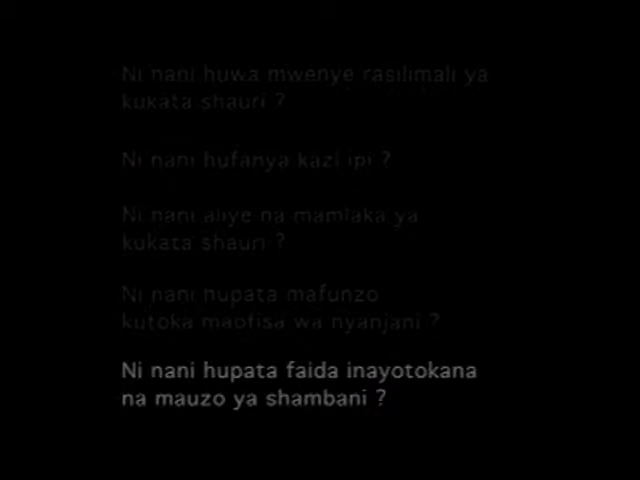 Ni nani huwa mwenye rasilimali ya
kukata shauri ?
Ni nani hufanya kazi ipi ?
Ni nani aliye na mamlaka ya
kukata shauri ?
Ni nani hupata mafunzo
kutoka maofisa wa nyanjani ?
Ni nani hupata faida inayotokana
na mauzo ya shambani ?